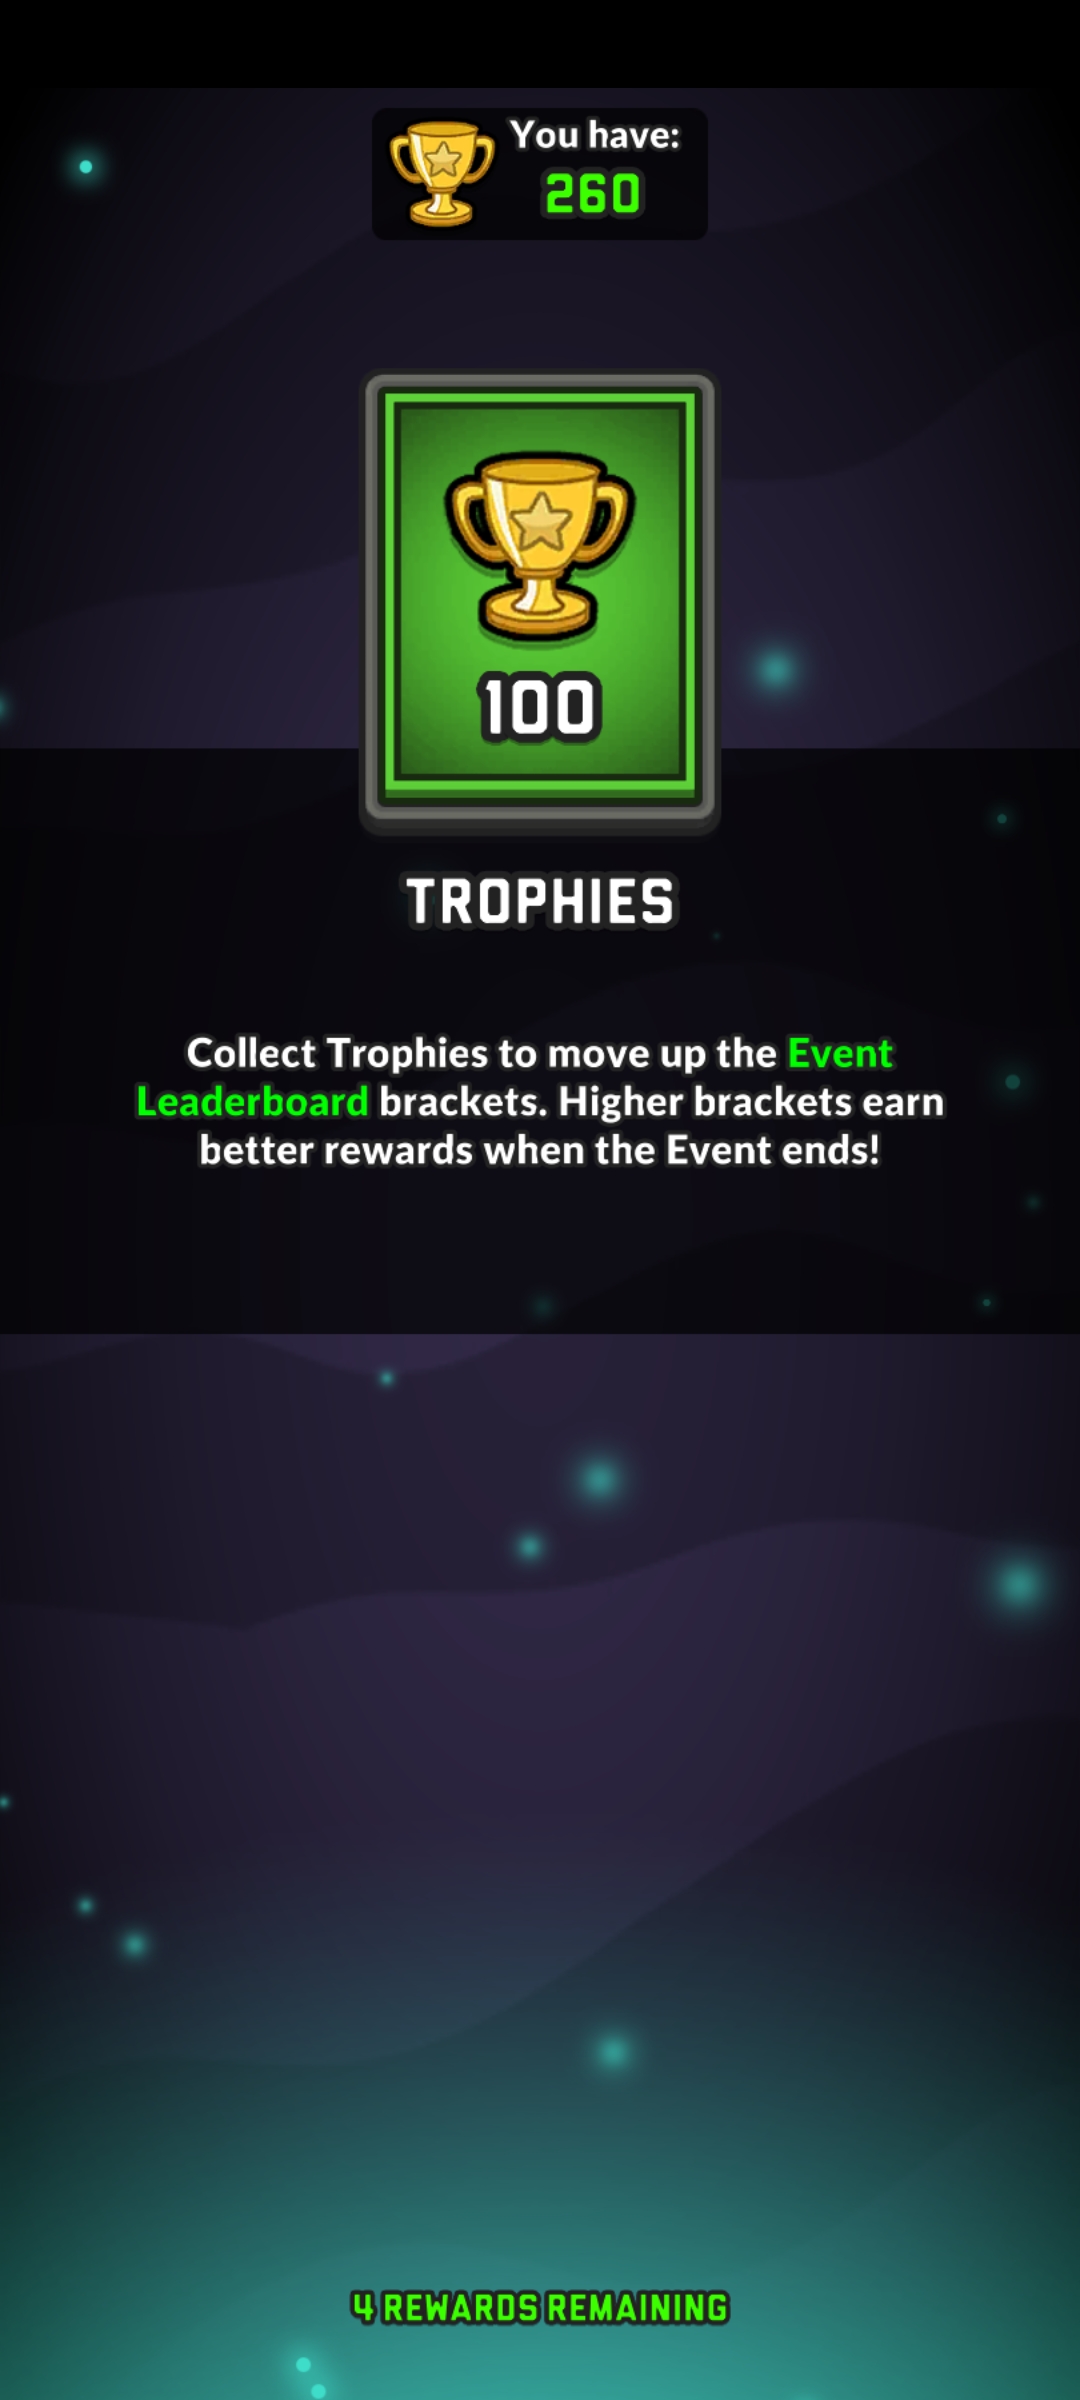 You have:
260
100
TROPHIES
Collect Trophies to move up the Event
Leaderboard brackets. Higher brackets earn
better rewards when the Event ends!
4 REWARDS REMAINING